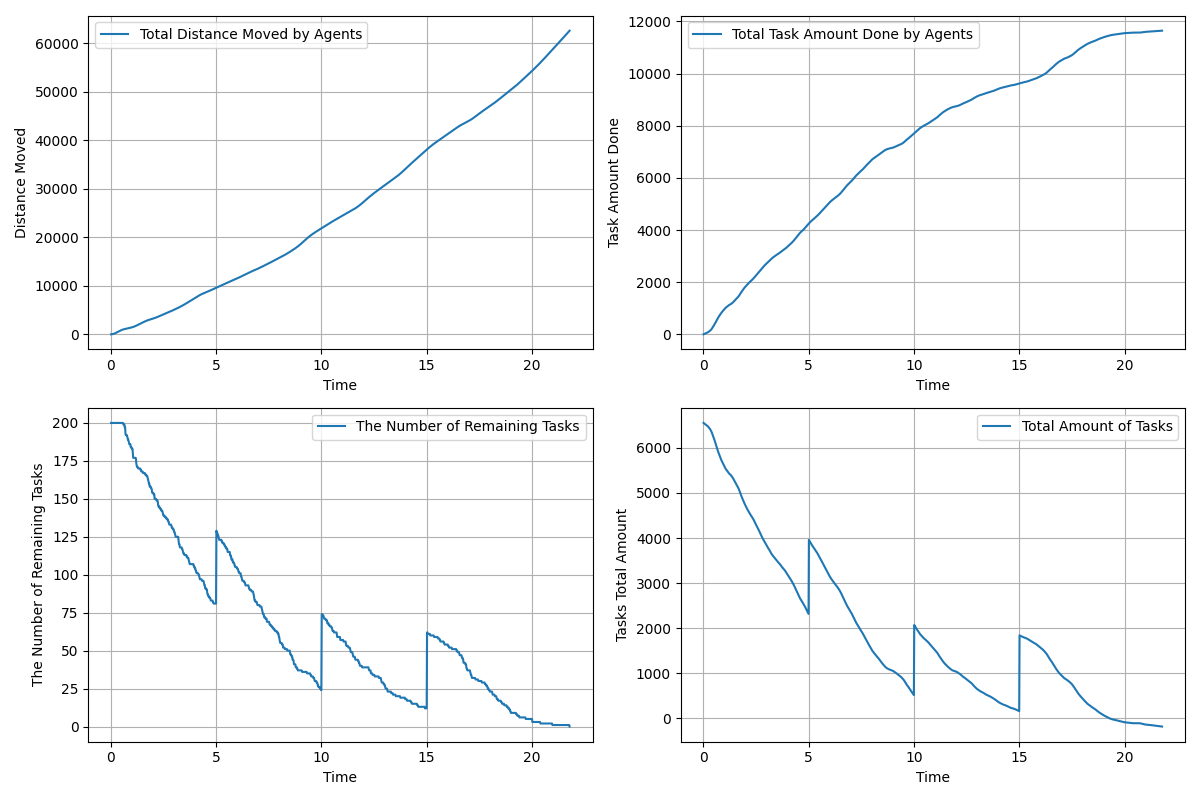 Total Distance Moved by Agents
Distance Moved
60000
50000
40000
30000
20000
10000
0
0 5 10 15 20
Time
Total Task Amount Done by Agents
Task Amount Done
12000
10000
8000
6000
4000
2000
0
0 5 10 15 20
Time
The Number of Remaining Tasks
The Number of Remaining Tasks
200
175
150
125
100
75
50
25
0
0 5 10 15 20
Time
Total Amount of Tasks
Tasks Total Amount
6000
5000
4000
3000
2000
1000
0
0 5 10 15 20
Time